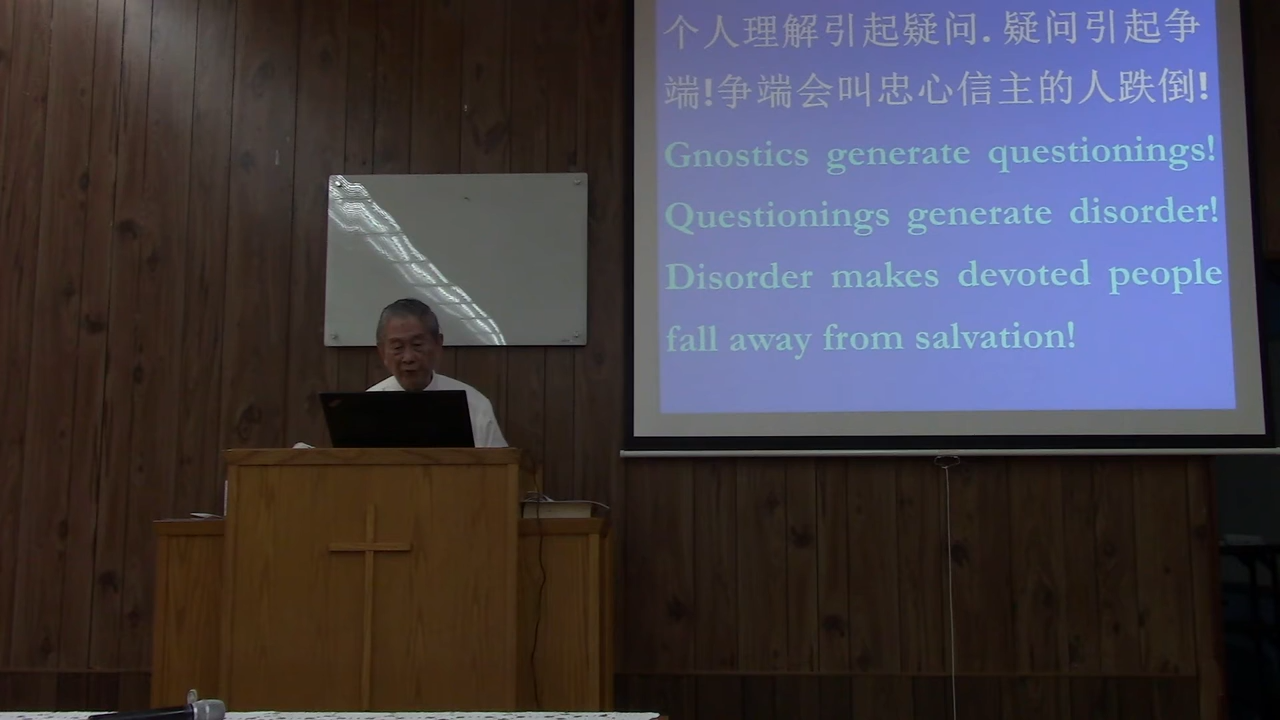 个人理解引起疑问.疑问引起争
端!争端会叫忠心信主的人跌倒!
Gnostics generate questionings!
Questionings generate disorder!
Disorder makes devoted people
fall away from salvation!